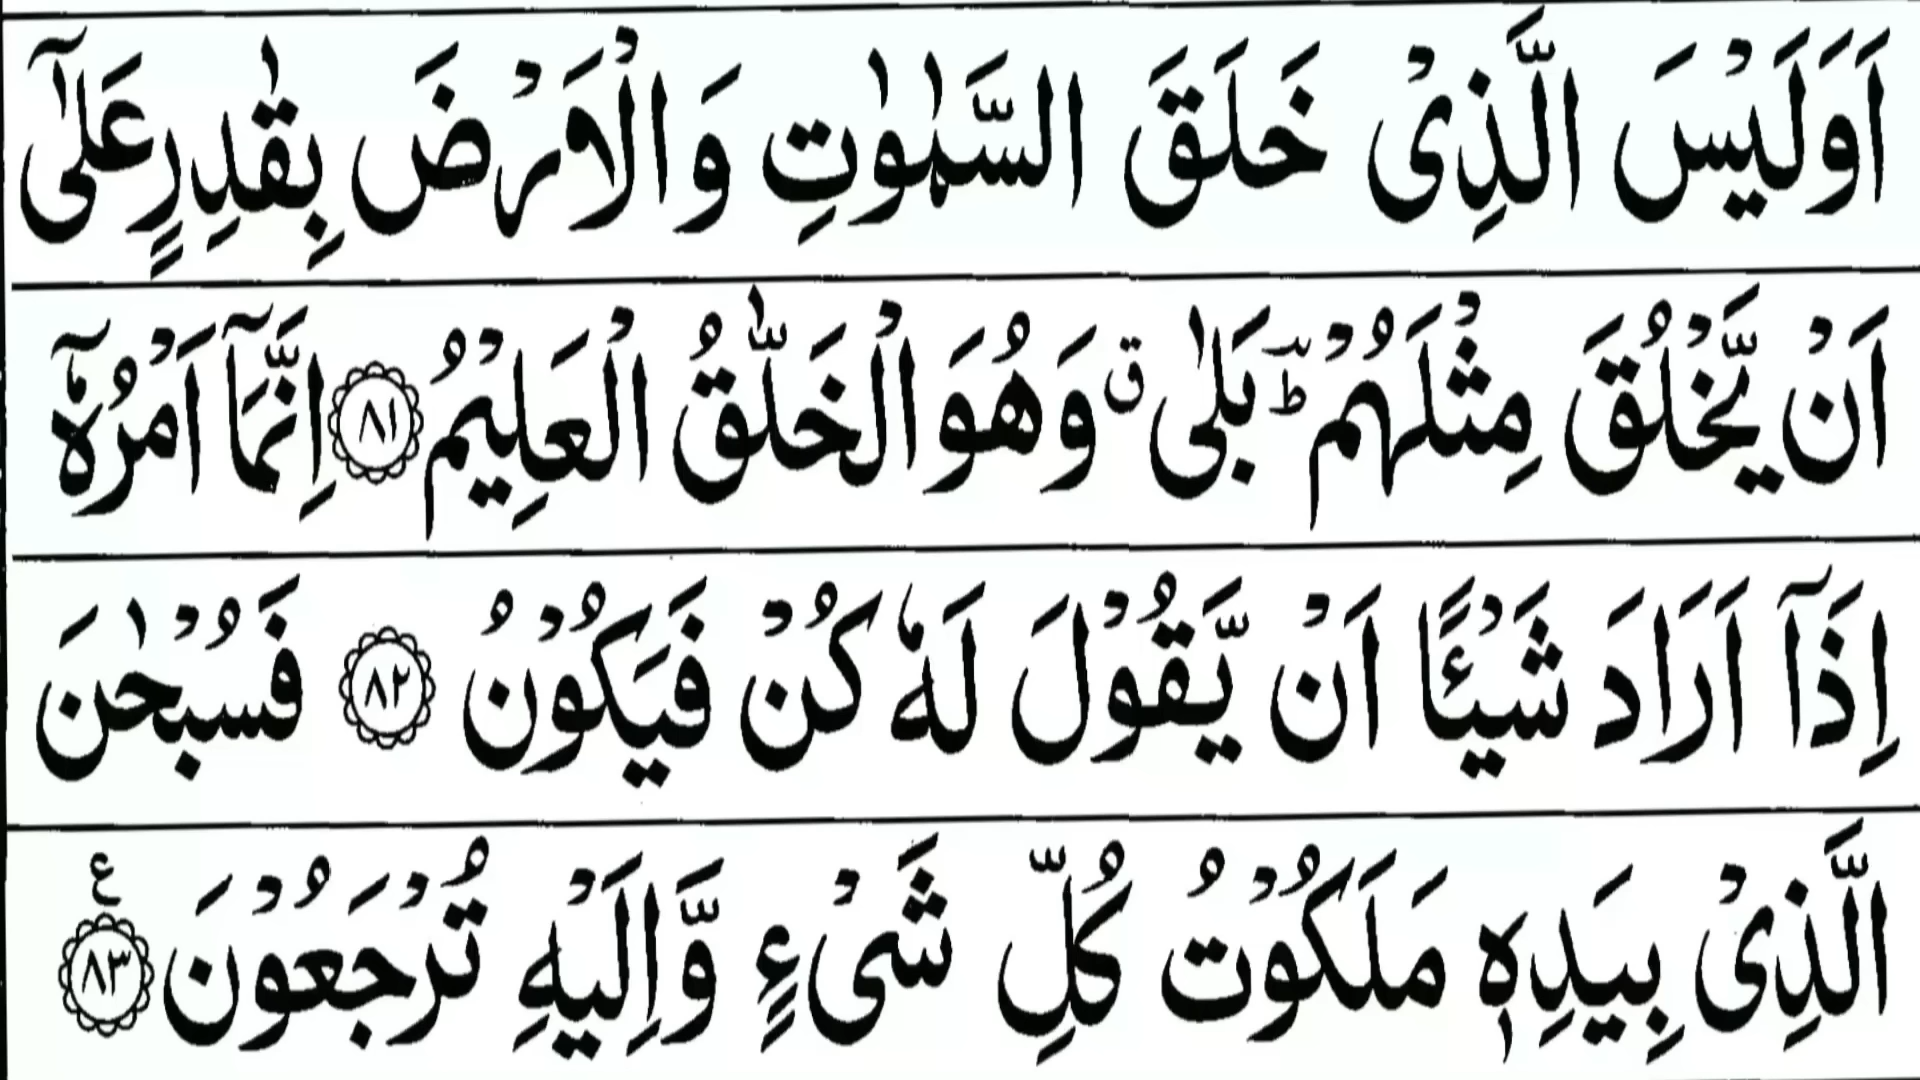 اَوَلَيْسَ الَّذِىْ خَلَقَ السَّمٰوٰتِ وَالْاَرْضَ بِقٰدِرٍ عَلٰٓى
اَنْ يَّخْلُقَ مِثْلَهُمْ ؕ بَلٰى ۗ وَهُوَ الْخَلّٰقُ الْعَلِيْمُ ﴿۸۱﴾ اِنَّمَاۤ اَمْرُهٗۤ
اِذَاۤ اَرَادَ شَيْـًٔا اَنْ يَّقُوْلَ لَهٗ كُنْ فَيَكُوْنُ ﴿۸۲﴾ فَسُبْحٰنَ
الَّذِىْ بِيَدِهٖ مَلَكُوْتُ كُلِّ شَىْءٍ وَّاِلَيْهِ تُرْجَعُوْنَ ﴿۸۳﴾ ع